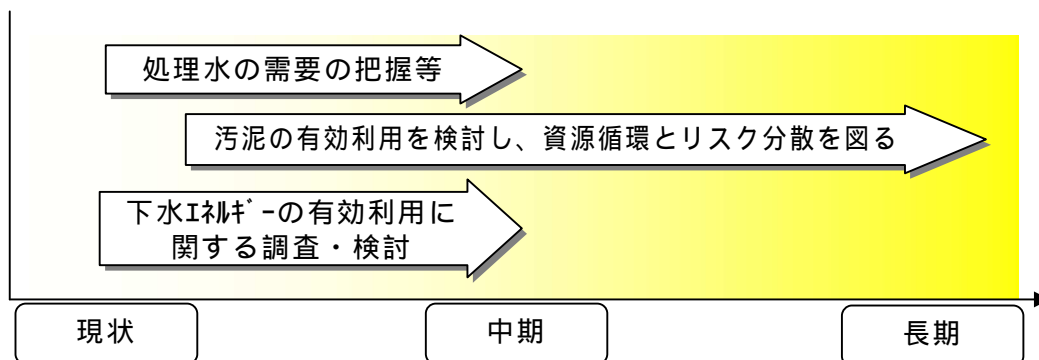 処理水の需要の把握等
汚泥の有効利用を検討し、資源循環とリスク分散を図る
下水ｴﾈﾙｷﾞｰの有効利用に
関する調査・検討
現状
中期
長期